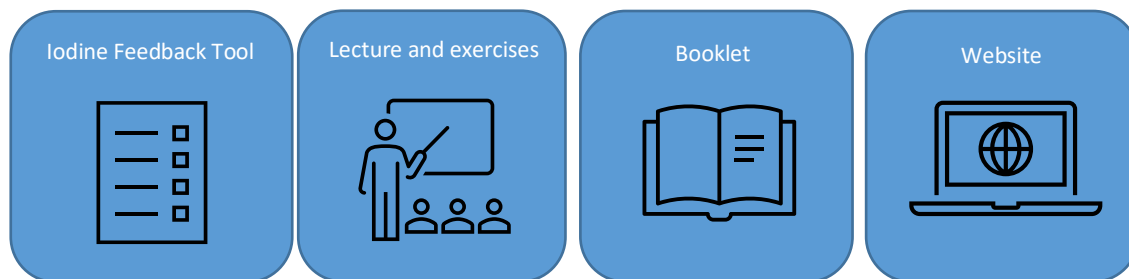 Iodine Feedback Tool
Lecture and exercises
Booklet
Website